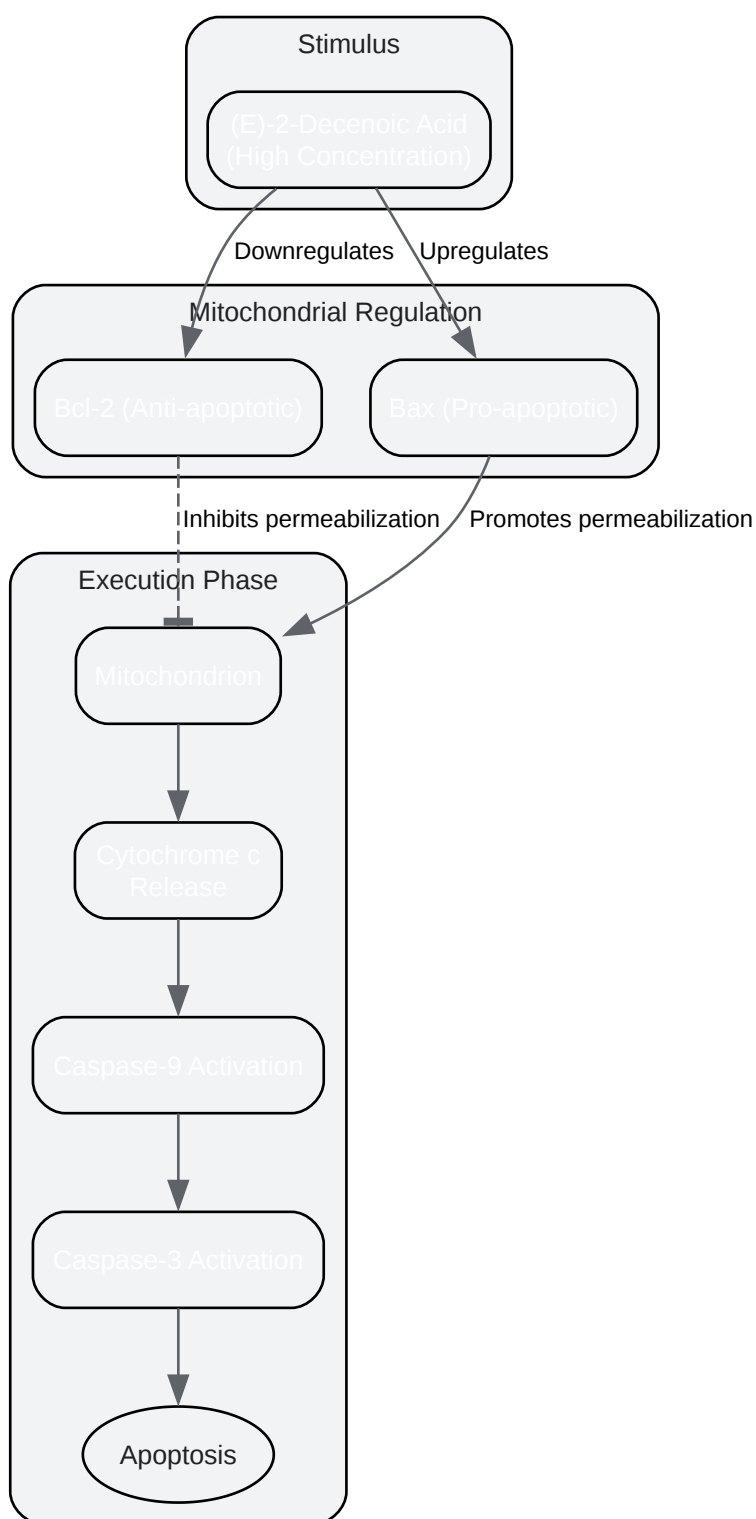 Stimulus
(E)-2-Decenoic Acid
(High Concentration)
Downregulates
Upregulates
Mitochondrial Regulation
Bcl-2 (Anti-apoptotic)
Bax (Pro-apoptotic)
Inhibits permeabilization
Promotes permeabilization
Execution Phase
Mitochondrion
Cytochrome c
Release
Caspase-9 Activation
Caspase-3 Activation
Apoptosis